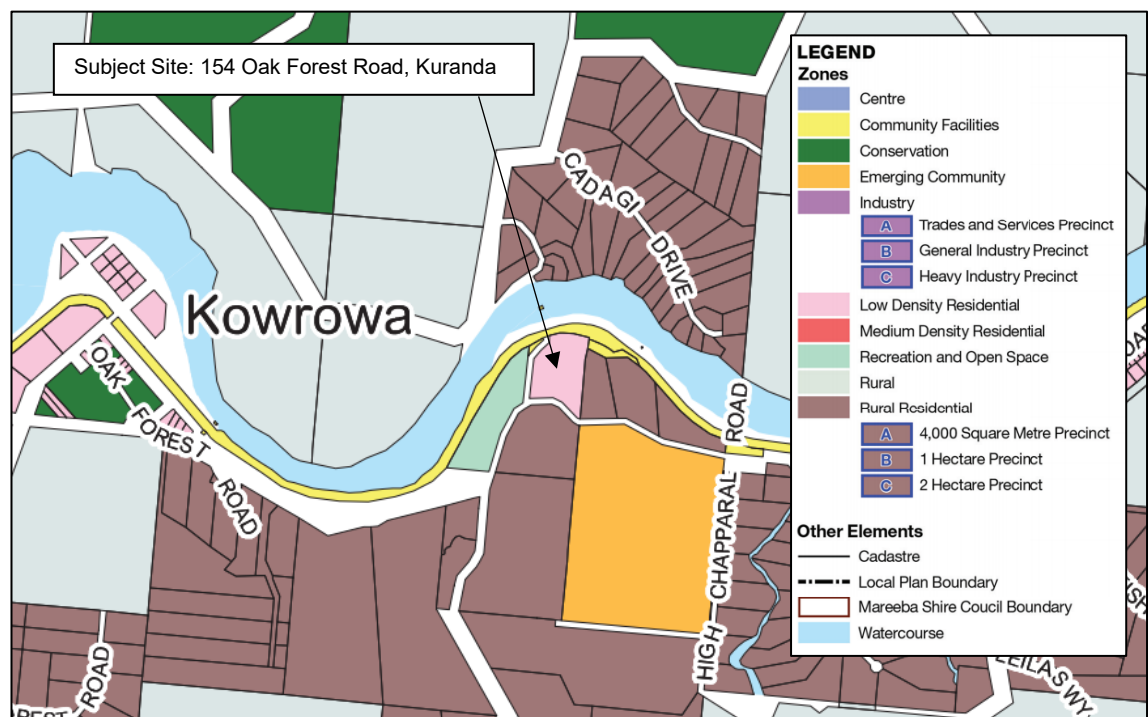 Subject Site: 154 Oak Forest Road, Kuranda
CADAGI DRIVE
Kowrowa
OAK FOREST ROAD
HIGH CHAPPARAL ROAD
ROAD
LEGEND
Zones
Centre
Community Facilities
Conservation
Emerging Community
Industry
A Trades and Services Precinct
B General Industry Precinct
C Heavy Industry Precinct
Low Density Residential
Medium Density Residential
Recreation and Open Space
Rural
Rural Residential
A 4,000 Square Metre Precinct
B 1 Hectare Precinct
C 2 Hectare Precinct
Other Elements
Cadastre
Local Plan Boundary
Mareeba Shire Coucil Boundary
Watercourse